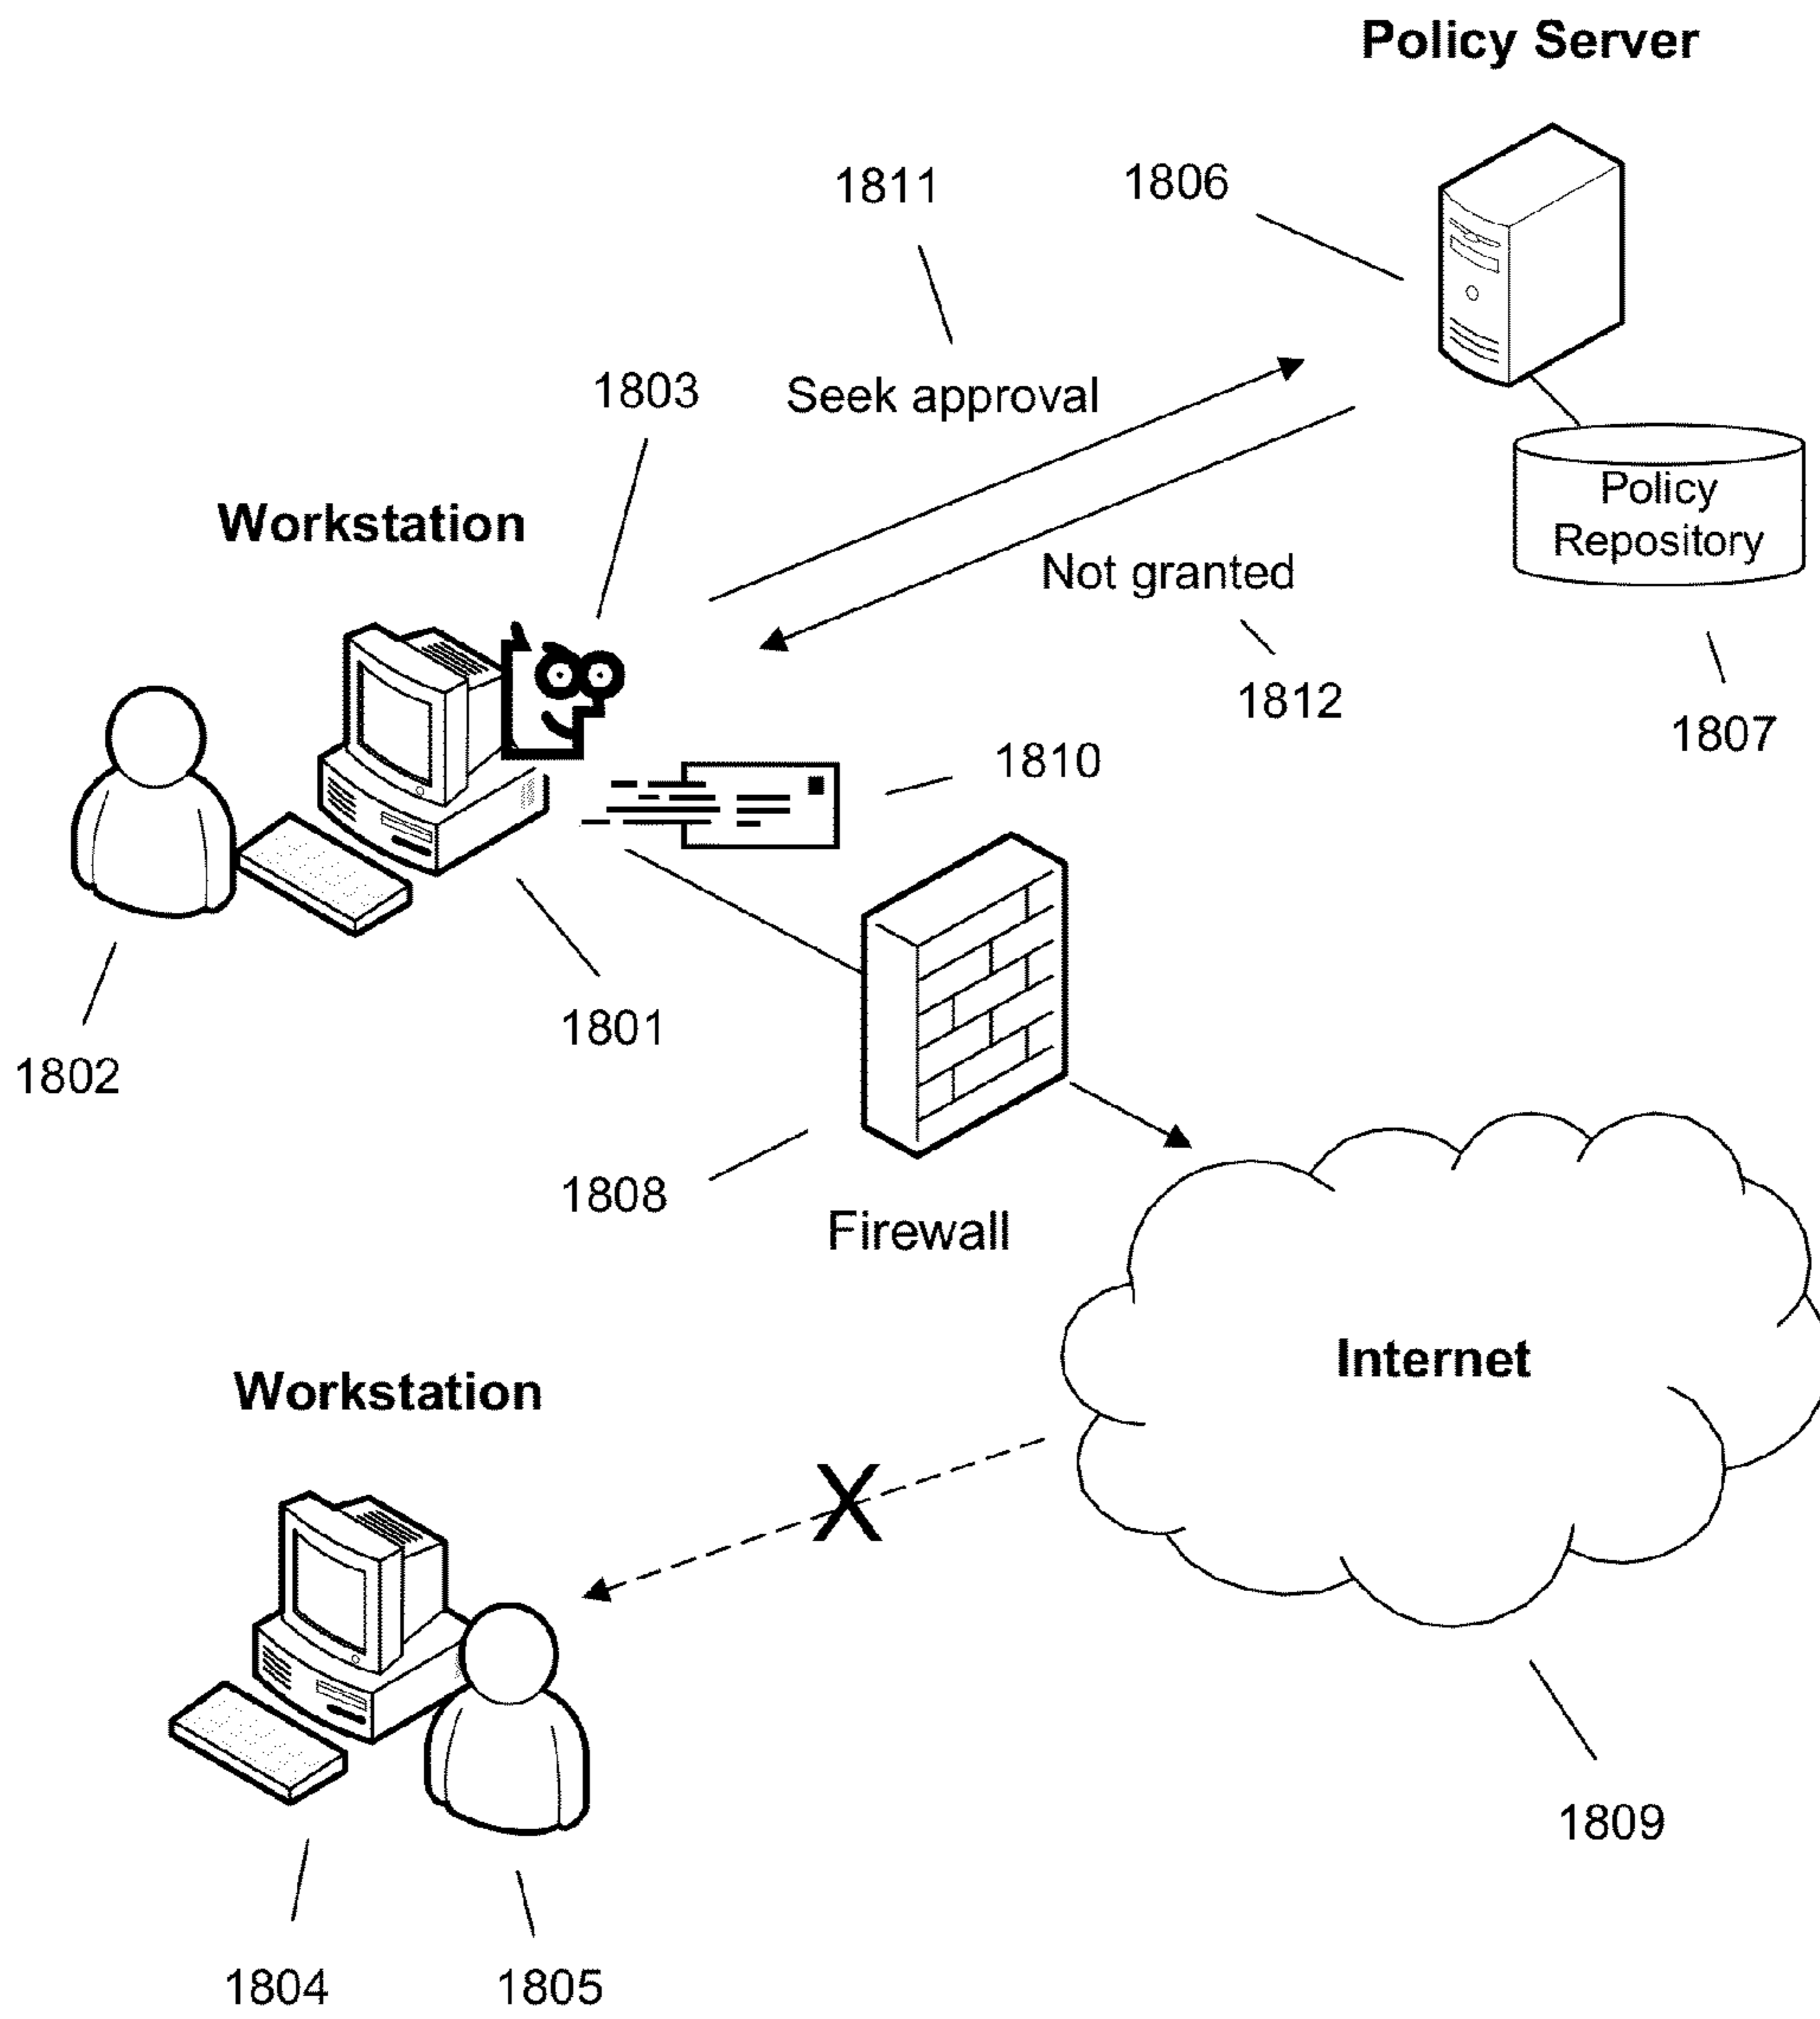 Policy Server
1811
1806
1803
Seek approval
Workstation
Policy
Repository
Not granted
1812
1807
1810
1801
1802
1808
Firewall
Internet
Workstation
X
1809
1804
1805